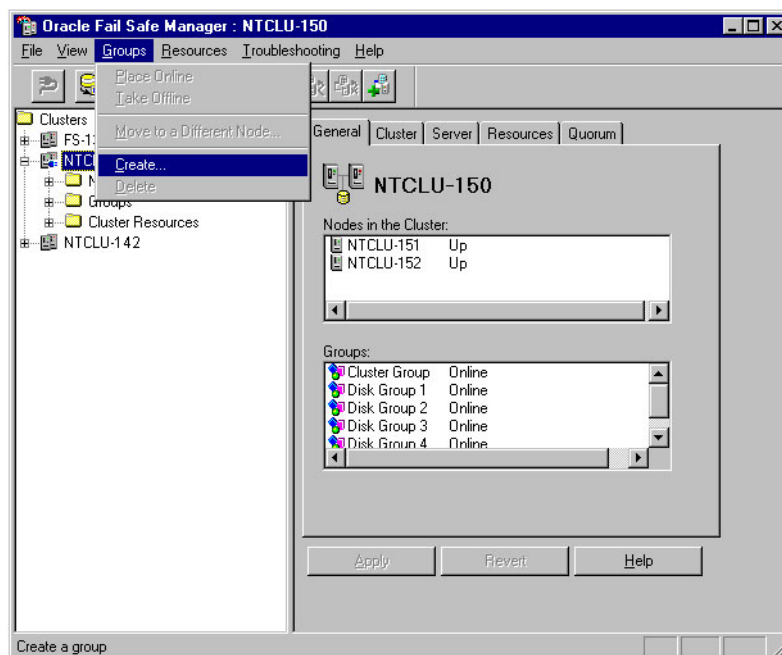 Oracle Fail Safe Manager : NTCLU-150
File View Groups Resources Troubleshooting Help
Place Online
Take Offline
Move to a Different Node...
Create...
Delete
Clusters
FS-1
NTCL
N
Groups
Cluster Resources
NTCLU-142
General Cluster Server Resources Quorum
NTCLU-150
Nodes in the Cluster:
NTCLU-151 Up
NTCLU-152 Up
Groups:
Cluster Group Online
Disk Group 1 Online
Disk Group 2 Online
Disk Group 3 Online
Disk Group 4 Online
Apply Revert Help
Create a group